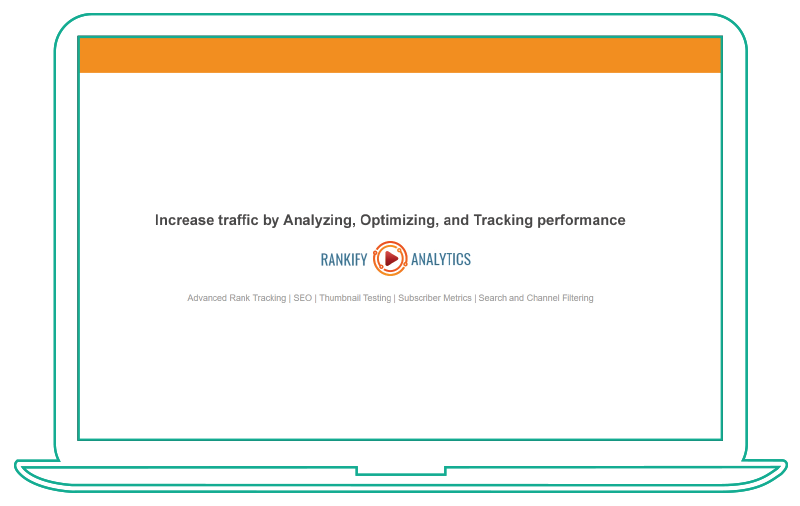 Increase traffic by Analyzing, Optimizing, and Tracking performance
RANKIFY ANALYTICS
Advanced Rank Tracking | SEO | Thumbnail Testing | Subscriber Metrics | Search and Channel Filtering